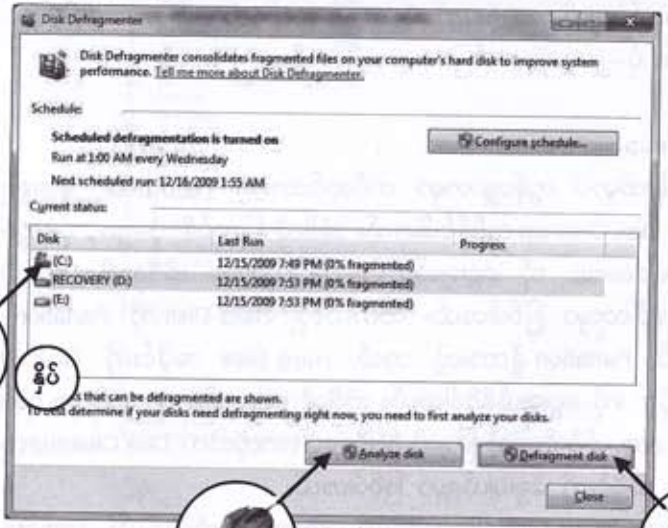 Disk Defragmenter
Disk Defragmenter consolidates fragmented files on your computer's hard disk to improve system
performance. Tell me more about Disk Defragmenter.
Schedule:
Scheduled defragmentation is turned on
Configure schedule...
Run at 1:00 AM every Wednesday
Next scheduled run: 12/16/2009 1:55 AM
Current status:
Disk Last Run Progress
(C:) 12/15/2009 7:49 PM (0% fragmented)
RECOVERY (D:) 12/15/2009 7:53 PM (0% fragmented)
(E:) 12/15/2009 7:53 PM (0% fragmented)
that can be defragmented are shown.
To best determine if your disks need defragmenting right now, you need to first analyze your disks.
Analyze disk Defragment disk
Close